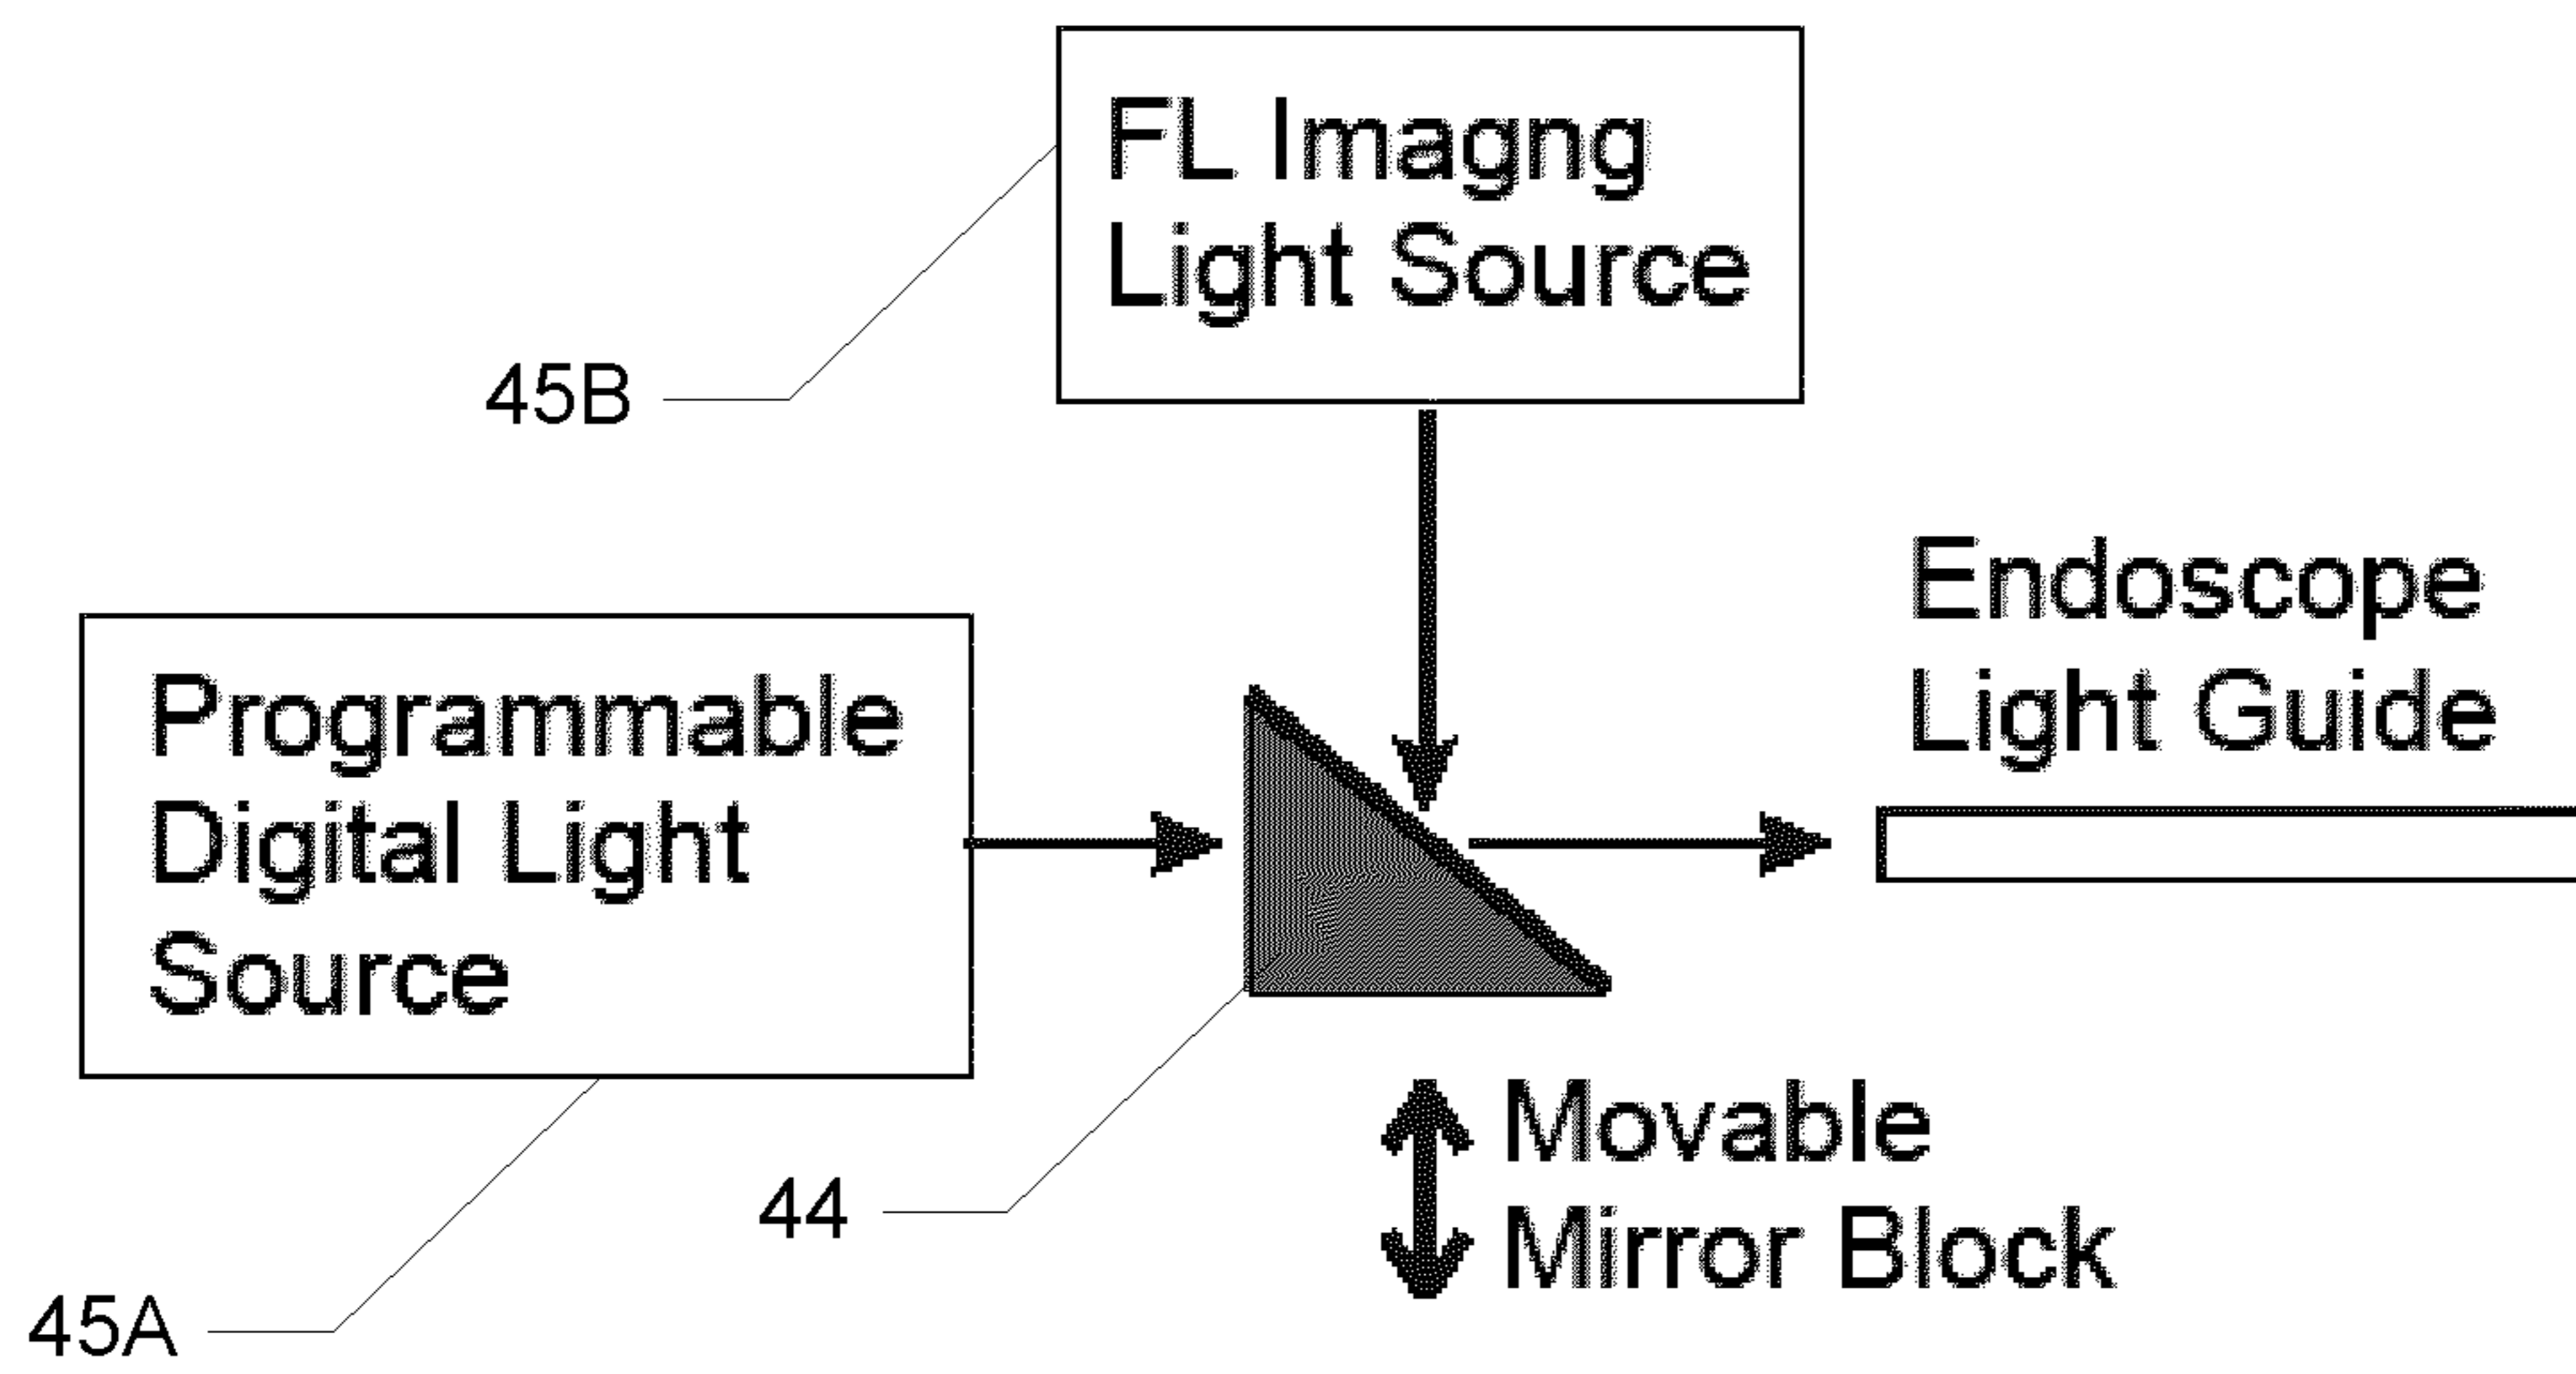 FL Imagng
Light Source
45B
Endoscope
Light Guide
Programmable
Digital Light
Source
44
Movable
Mirror Block
45A